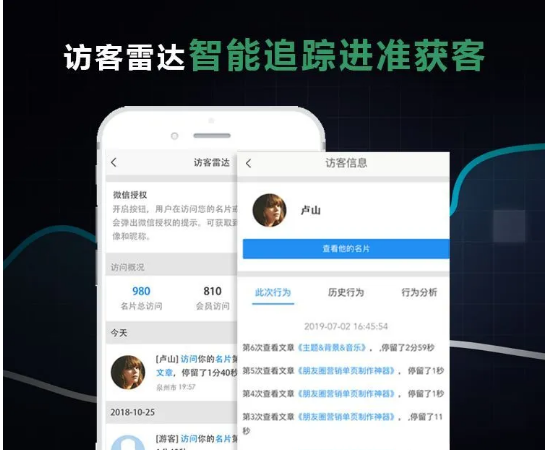 访客雷达智能追踪进准获客
访客雷达
微信授权
开启按钮，用户在访问您的名片或
会弹出微信授权的提示。可获取到
像和昵称。
访问概况
980
810
名片总访问
会员访问
今天
[卢山] 访问你的名片第
文章，停留了1分40秒
泉州市 19:57
2018-10-25
[游客] 访问你的名片第
访客信息
卢山
查看他的名片
此次行为
历史行为
行为分析
2019-07-02 16:45:54
第6次查看文章《主题&背景&音乐》，,停留了2分59秒
第5次查看文章《朋友圈营销单页制作神器》，停留了1秒
第4次查看文章《朋友圈营销单页制作神器》，停留了1秒
第3次查看文章《朋友圈营销单页制作神器》，,停留了11
秒